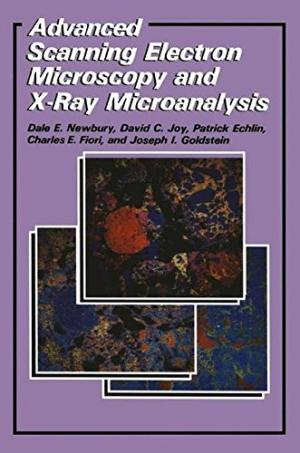 Advanced
Scanning Electron
Microscopy and
X-Ray Microanalysis
Dale E. Newbury, David C. Joy, Patrick Echlin,
Charles E. Fiori, and Joseph I. Goldstein